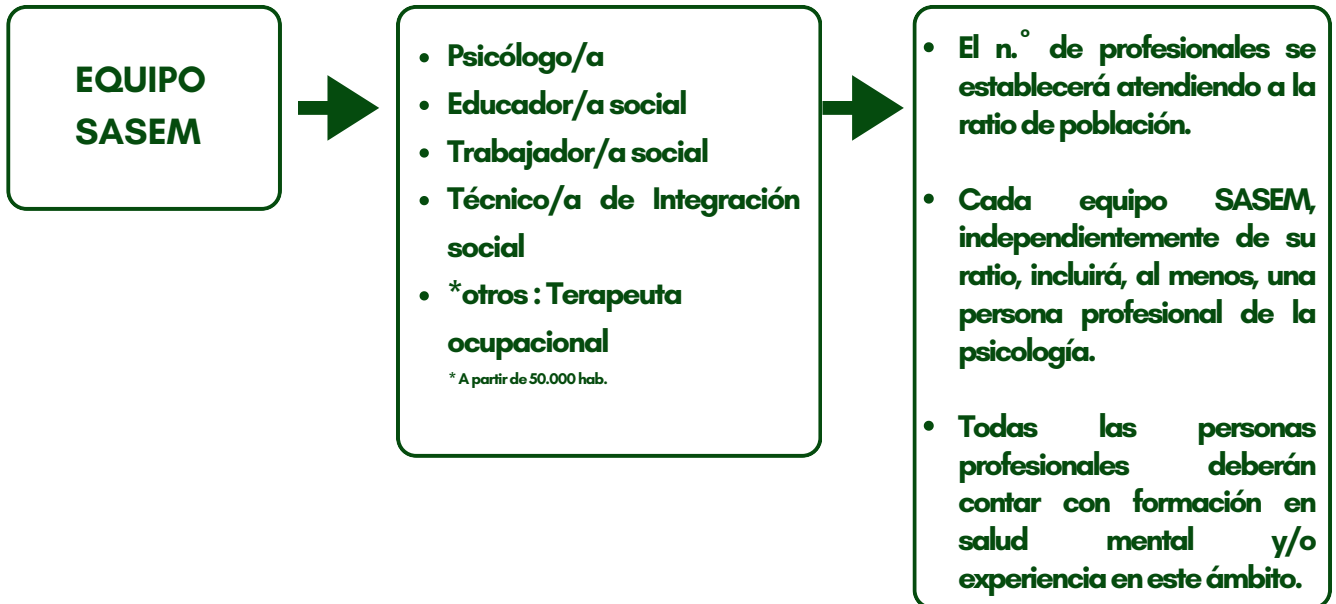 EQUIPO
SASEM
• Psicólogo/a
• Educador/a social
• Trabajador/a social
• Técnico/a de Integración
social
• *otros : Terapeuta
ocupacional
* A partir de 50.000 hab.
• El n.° de profesionales se
establecerá atendiendo a la
ratio de población.
• Cada equipo SASEM,
independientemente de su
ratio, incluirá, al menos, una
persona profesional de la
psicología.
• Todas las personas
profesionales deberán
contar con formación en
salud mental y/o
experiencia en este ámbito.